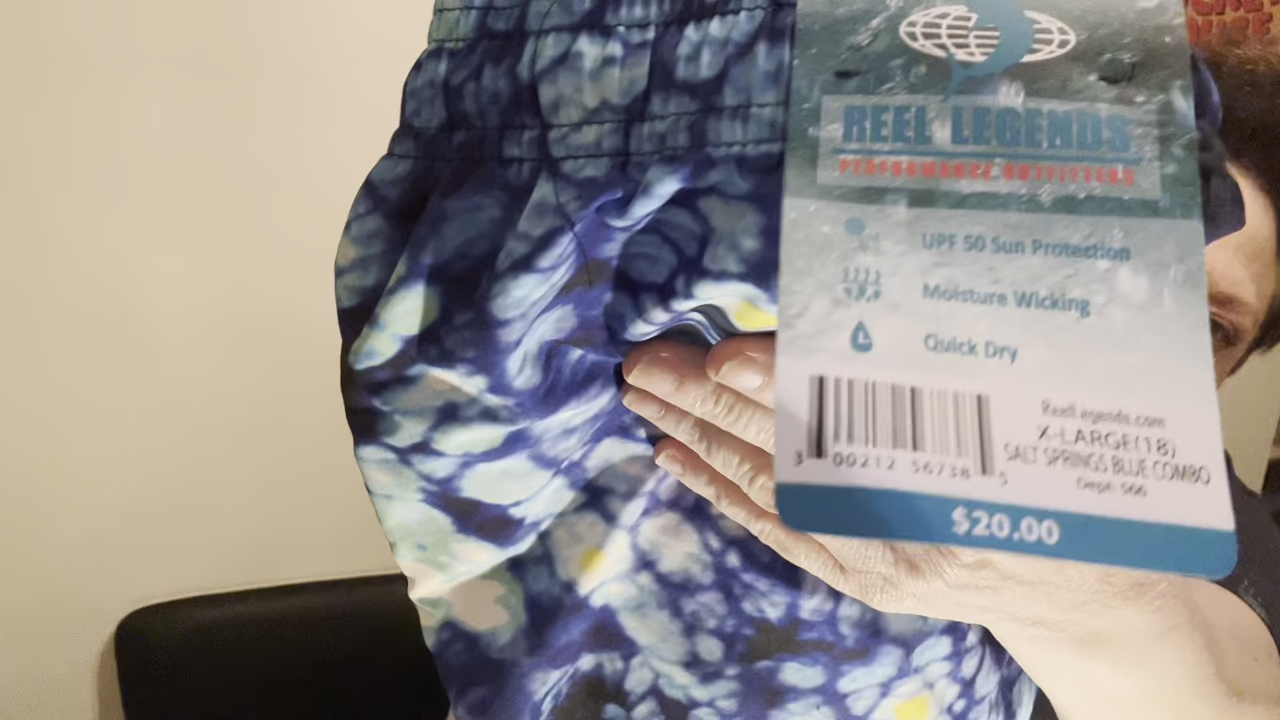 REEL LEGENDS
PERFORMANCE OUTFITTERS
UPF 50 Sun Protection
Moisture Wicking
Quick Dry
ReelLegends.com
X-LARGE(18)
SALT SPRINGS BLUE COMBO
Dept: 566
3 00212 56738 5
$20.00